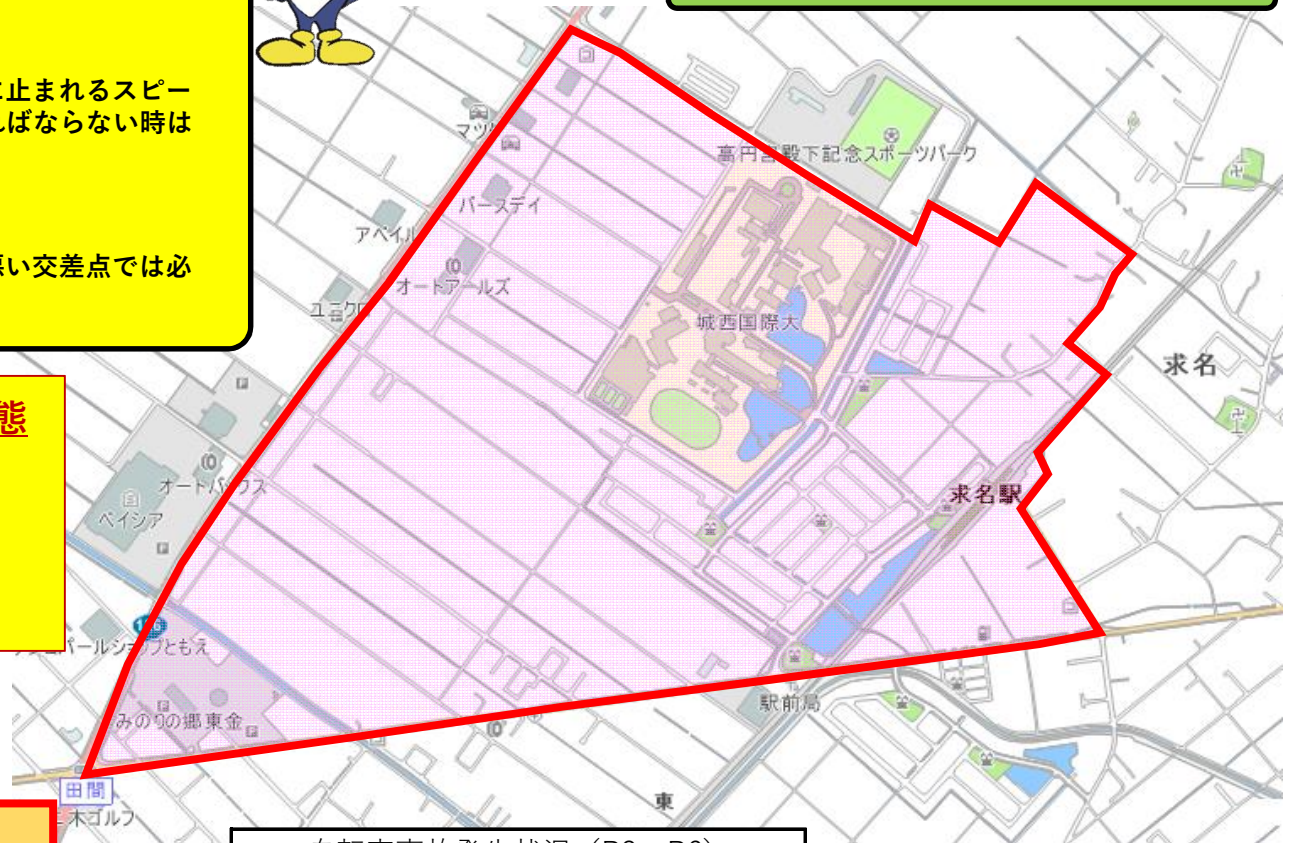 に止まれるスピー
ればならない時は
悪い交差点では必
態
高円宮殿下記念スポーツパーク
バースデイ
アベイル
オートアールズ
ユニクロ
城西国際大
求名
オートバックス
ベイシア
求名駅
パールショップともえ
みのりの郷東金
駅前局
田間
二木ゴルフ
東